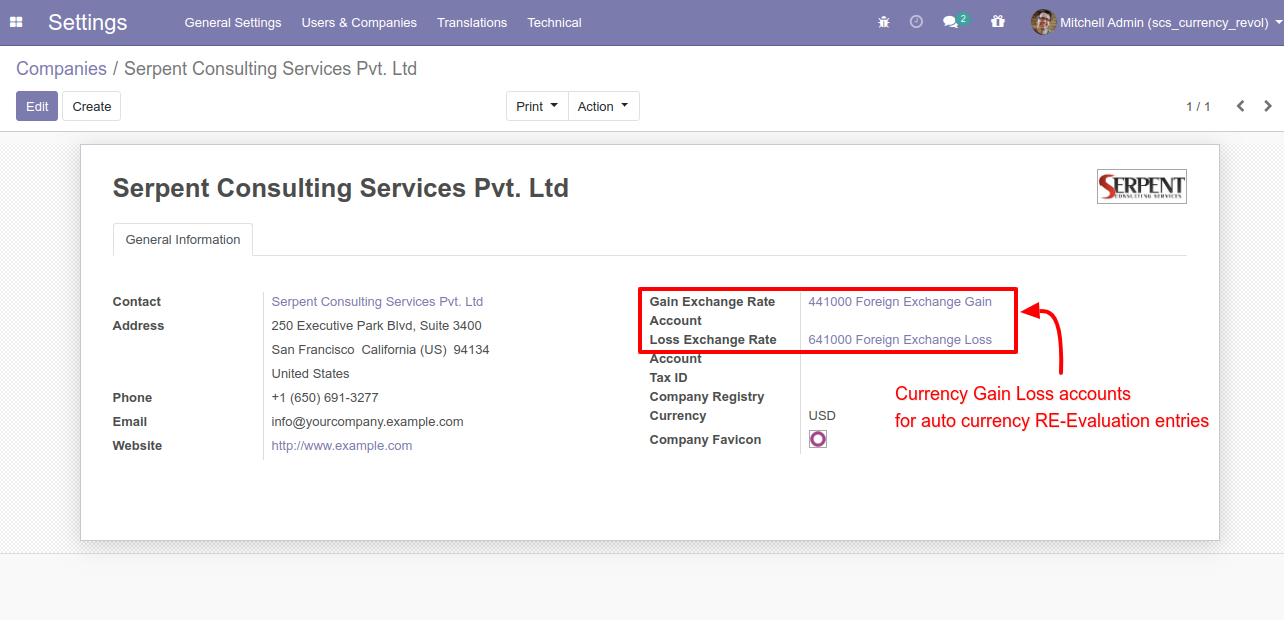 Settings General Settings Users & Companies Translations Technical 2 Mitchell Admin (scs_currency_revol)
Companies / Serpent Consulting Services Pvt. Ltd
Edit Create Print Action 1 / 1
Serpent Consulting Services Pvt. Ltd
SERPENT
CONSULTING SERVICES
General Information
Contact Serpent Consulting Services Pvt. Ltd
Address 250 Executive Park Blvd, Suite 3400
San Francisco California (US) 94134
United States
Phone +1 (650) 691-3277
Email info@yourcompany.example.com
Website http://www.example.com
Gain Exchange Rate 441000 Foreign Exchange Gain
Account
Loss Exchange Rate 641000 Foreign Exchange Loss
Account
Tax ID
Company Registry
Currency USD
Company Favicon
Currency Gain Loss accounts
for auto currency RE-Evaluation entries